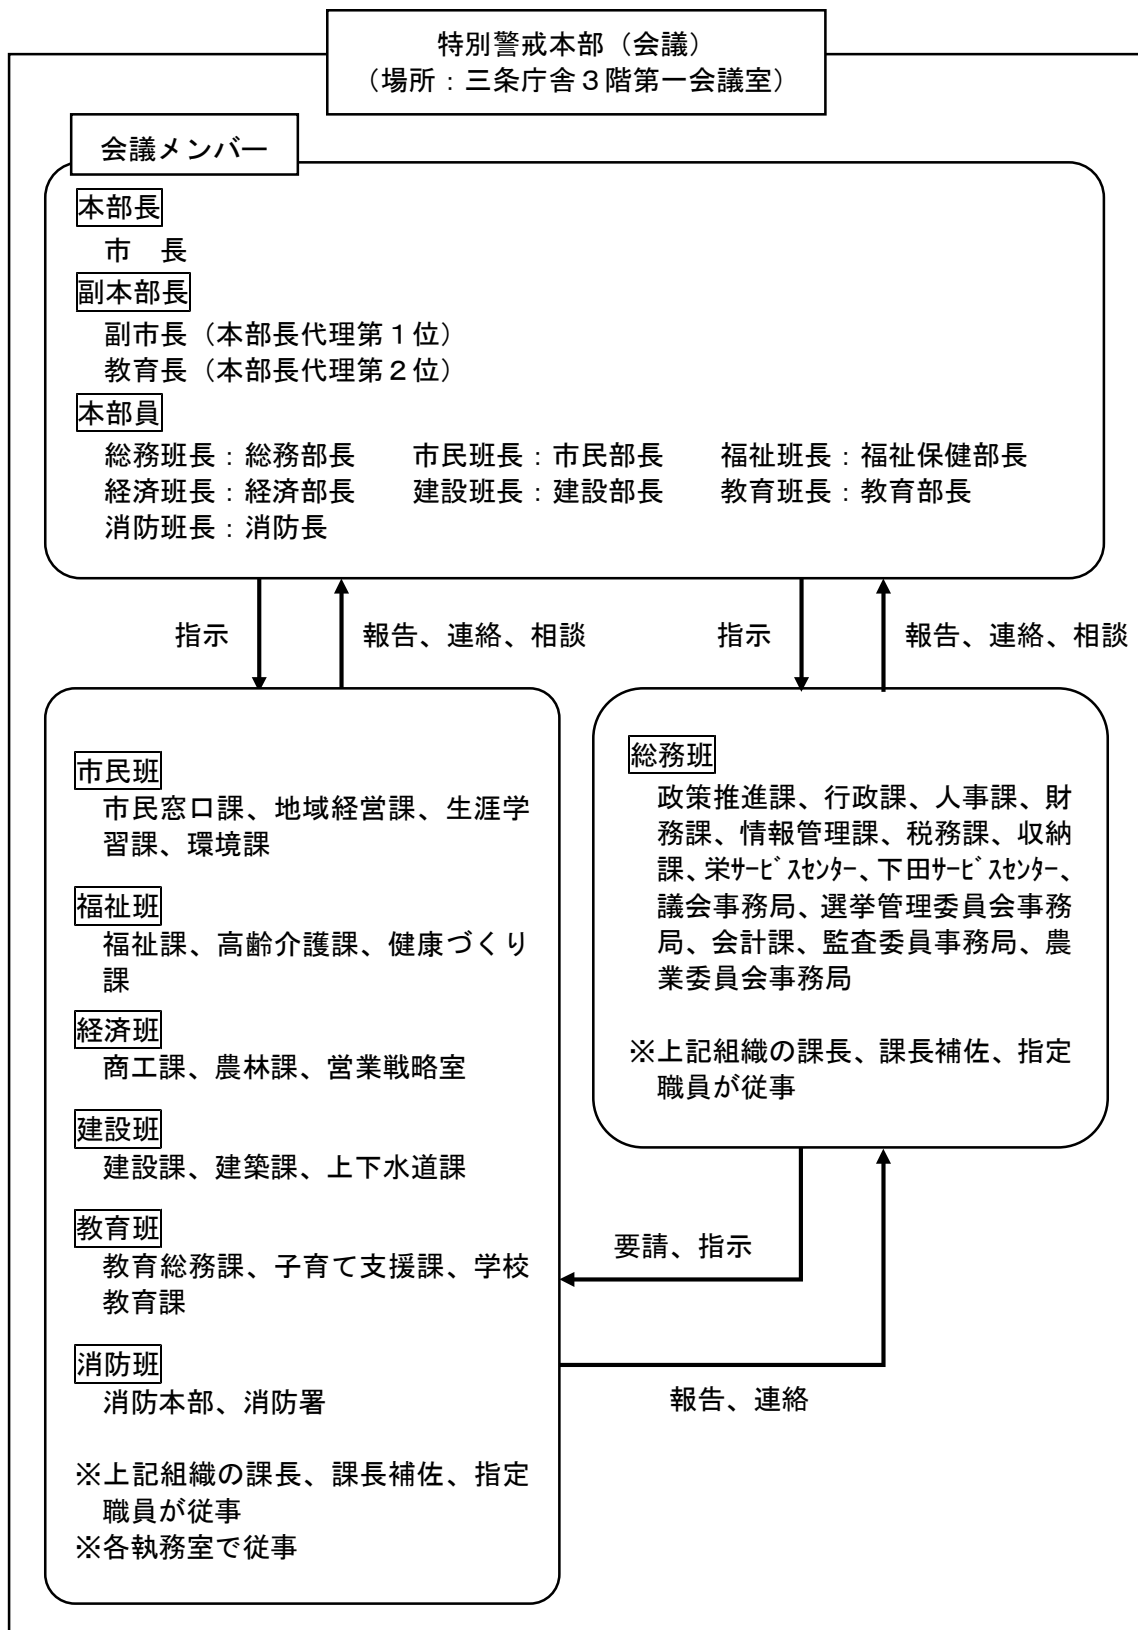 特別警戒本部（会議）
（場所：三条庁舎３階第一会議室）
会議メンバー
本部長
市　長
副本部長
副市長（本部長代理第１位）
教育長（本部長代理第２位）
本部員
総務班長：総務部長　　市民班長：市民部長　　福祉班長：福祉保健部長
経済班長：経済部長　　建設班長：建設部長　　教育班長：教育部長
消防班長：消防長
指示
報告、連絡、相談
指示
報告、連絡、相談
市民班
市民窓口課、地域経営課、生涯学
習課、環境課
福祉班
福祉課、高齢介護課、健康づくり
課
経済班
商工課、農林課、営業戦略室
建設班
建設課、建築課、上下水道課
教育班
教育総務課、子育て支援課、学校
教育課
消防班
消防本部、消防署
※上記組織の課長、課長補佐、指定
職員が従事
※各執務室で従事
総務班
政策推進課、行政課、人事課、財
務課、情報管理課、税務課、収納
課、栄ｻｰﾋﾞｽｾﾝﾀｰ、下田ｻｰﾋﾞｽｾﾝﾀｰ、
議会事務局、選挙管理委員会事務
局、会計課、監査委員事務局、農
業委員会事務局
※上記組織の課長、課長補佐、指定
職員が従事
要請、指示
報告、連絡